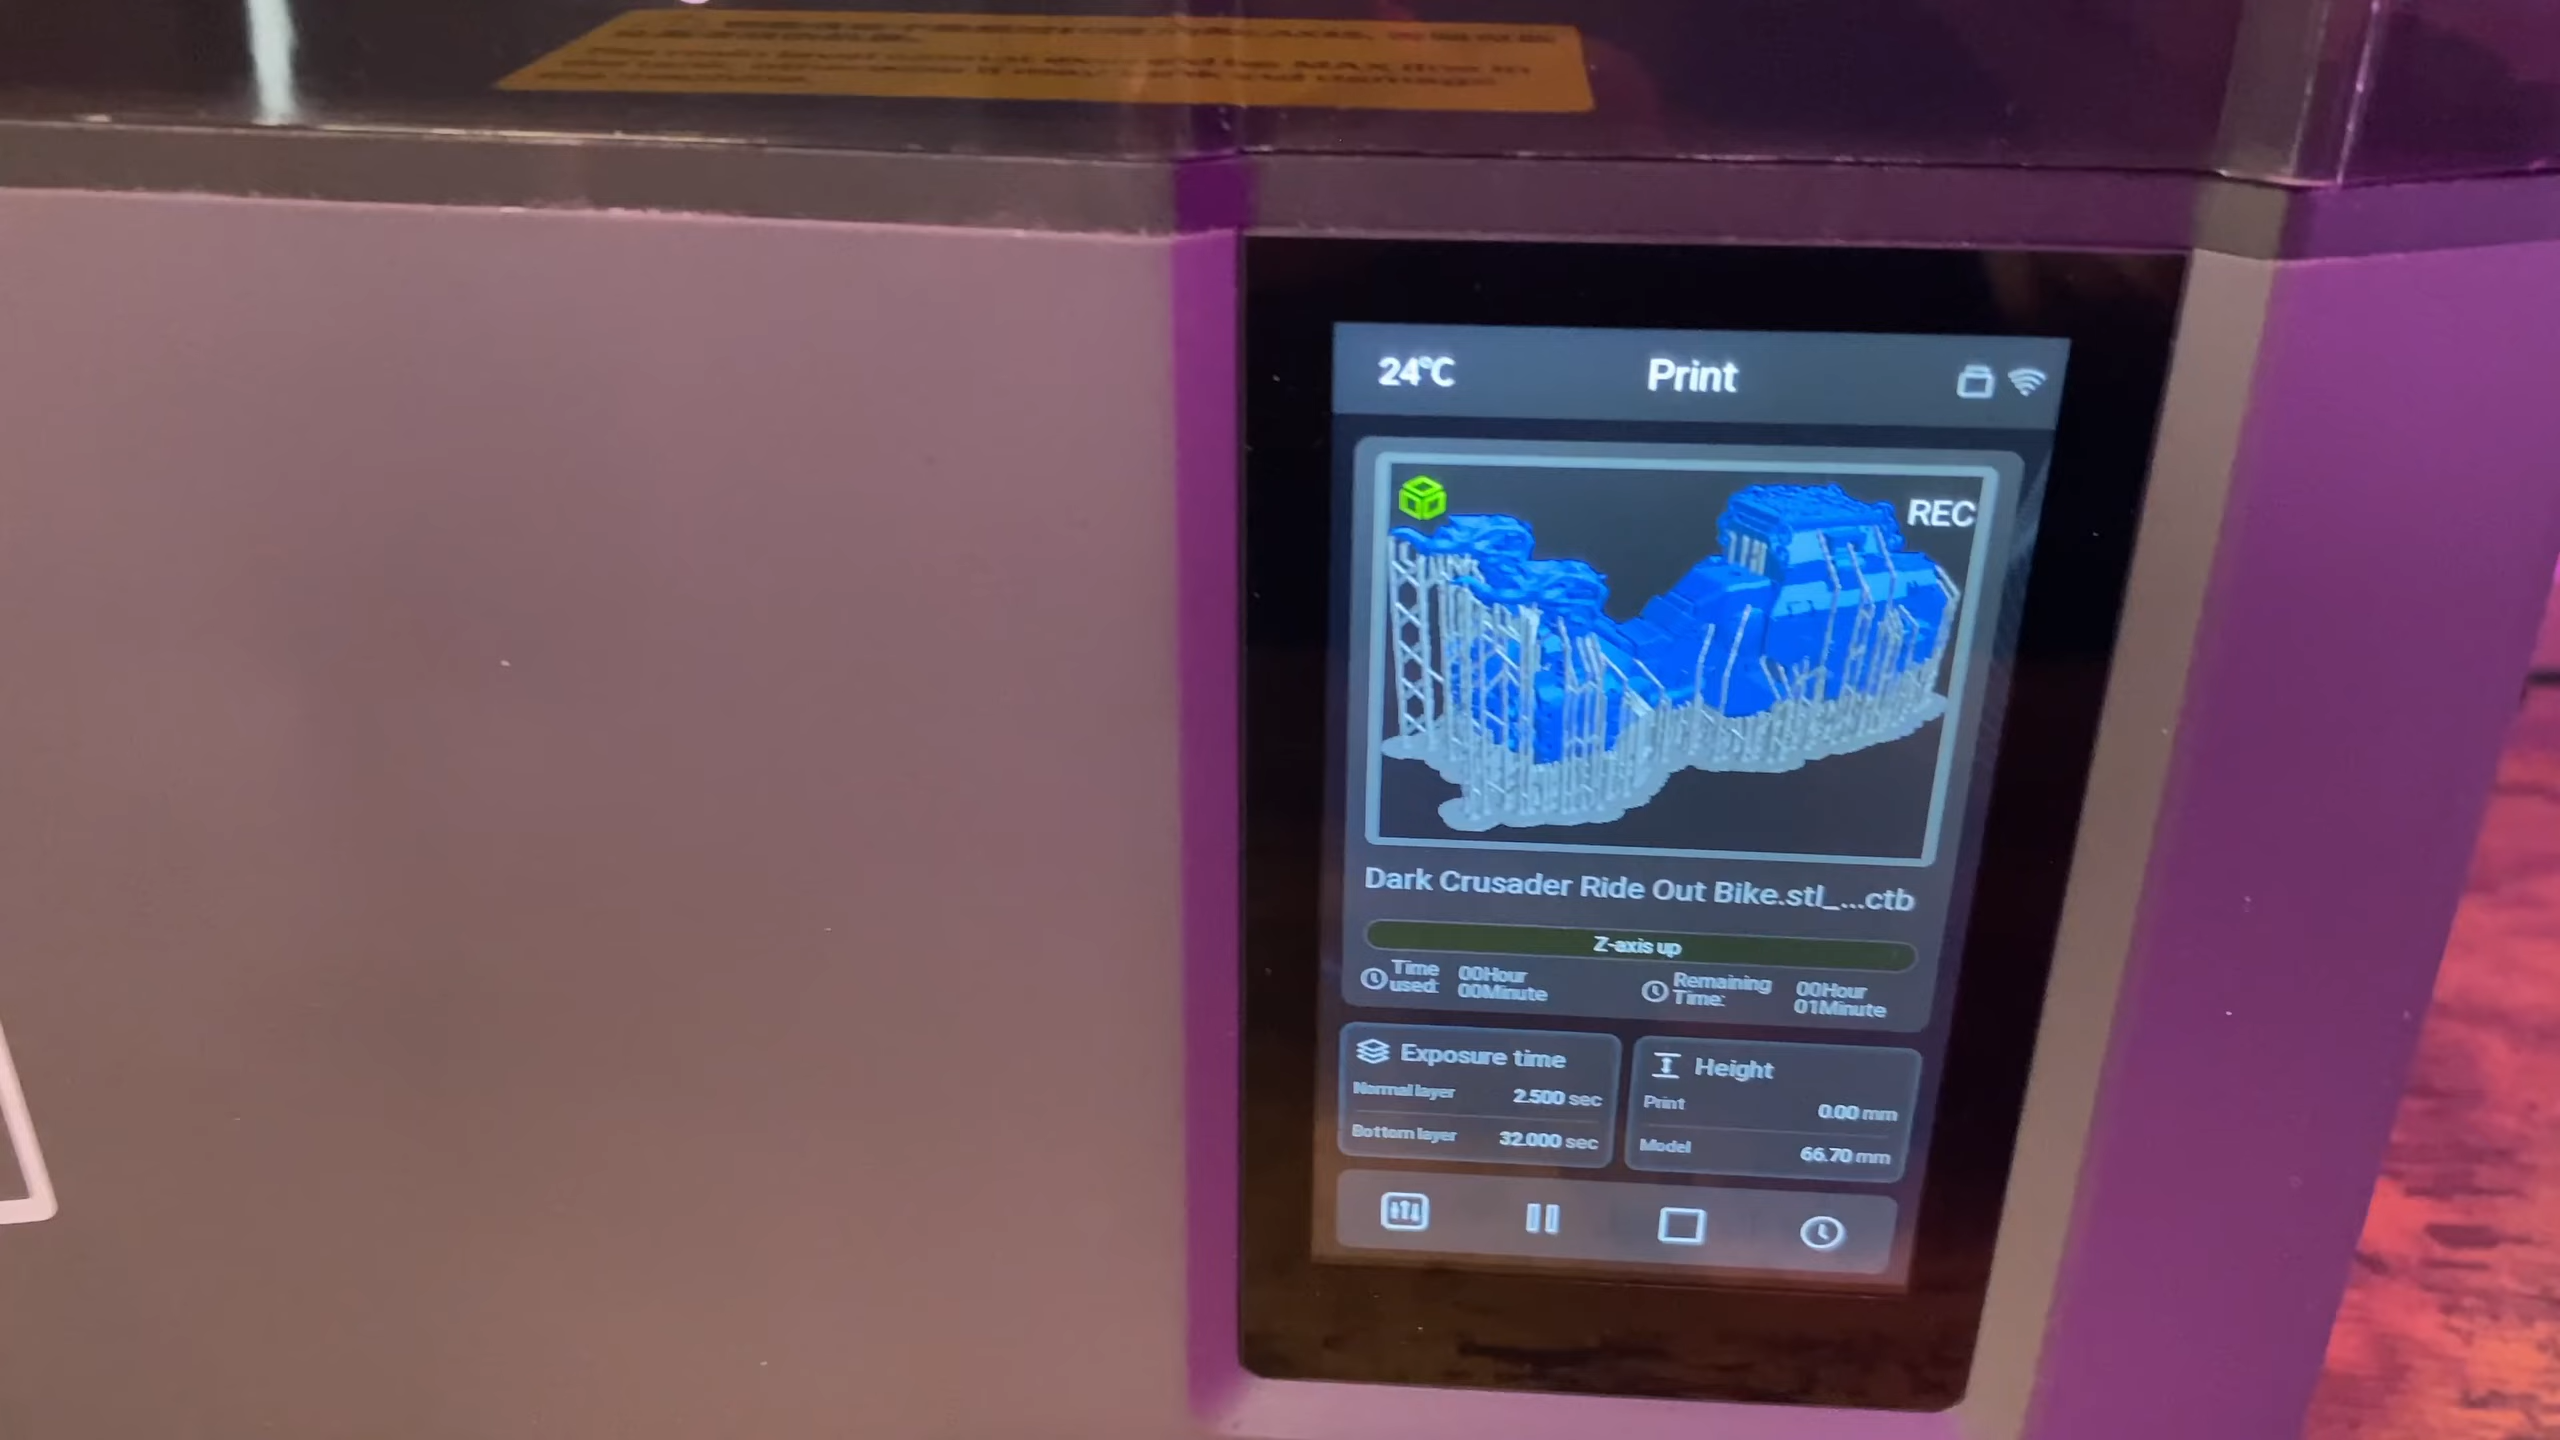 24℃ Print
REC
Dark Crusader Ride Out Bike.stl_...ctb
Z-axis up
Time used: 00Hour 00Minute
Remaining Time: 00Hour 01Minute
Exposure time
Normal layer 2.500 sec
Bottom layer 32.000 sec
Height
Print 0.00 mm
Model 66.70 mm